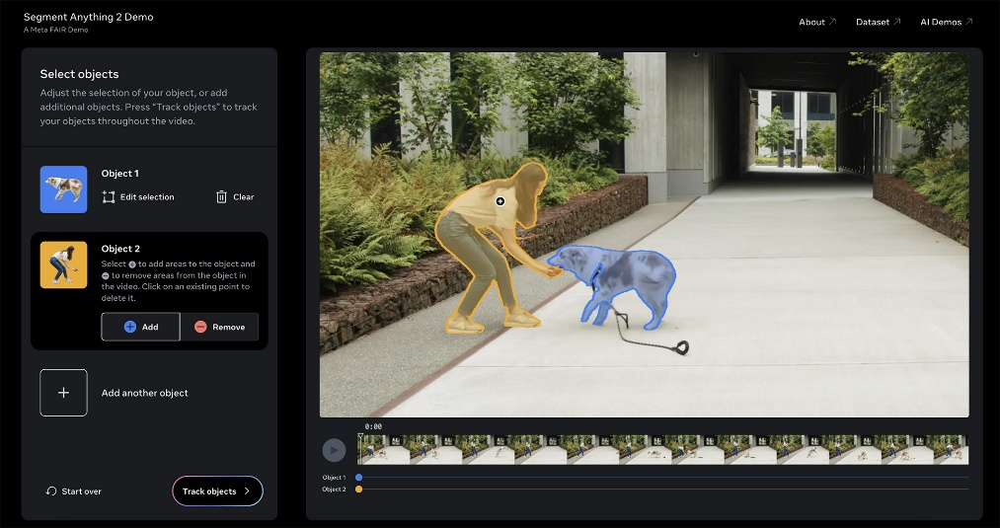 Segment Anything 2 Demo
A Meta FAIR Demo
About
Dataset
AI Demos
Select objects
Adjust the selection of your object, or add
additional objects. Press “Track objects” to track
your objects throughout the video.
Object 1
Edit selection
Clear
Object 2
Select to add areas to the object and
to remove areas from the object in
the video. Click on an existing point to
delete it.
Add
Remove
Add another object
Start over
Track objects
0:00
Object 1
Object 2